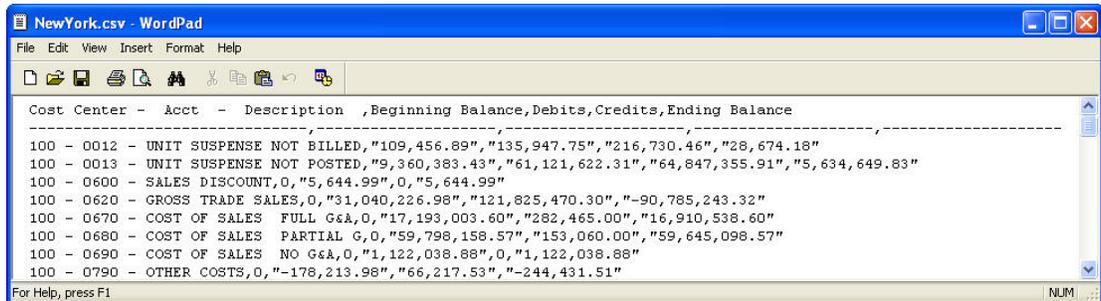 NewYork.csv - WordPad
File Edit View Insert Format Help
Cost Center -  Acct  -  Description  ,Beginning Balance,Debits,Credits,Ending Balance
-------------------------------,--------------------,--------------------,--------------------,--------------------
100 - 0012 - UNIT SUSPENSE NOT BILLED,"109,456.89","135,947.75","216,730.46","28,674.18"
100 - 0013 - UNIT SUSPENSE NOT POSTED,"9,360,383.43","61,121,622.31","64,847,355.91","5,634,649.83"
100 - 0600 - SALES DISCOUNT,0,"5,644.99",0,"5,644.99"
100 - 0620 - GROSS TRADE SALES,0,"31,040,226.98","121,825,470.30","-90,785,243.32"
100 - 0670 - COST OF SALES  FULL G&A,0,"17,193,003.60","282,465.00","16,910,538.60"
100 - 0680 - COST OF SALES  PARTIAL G,0,"59,798,158.57","153,060.00","59,645,098.57"
100 - 0690 - COST OF SALES  NO G&A,0,"1,122,038.88",0,"1,122,038.88"
100 - 0790 - OTHER COSTS,0,"-178,213.98","66,217.53","-244,431.51"
For Help, press F1
NUM